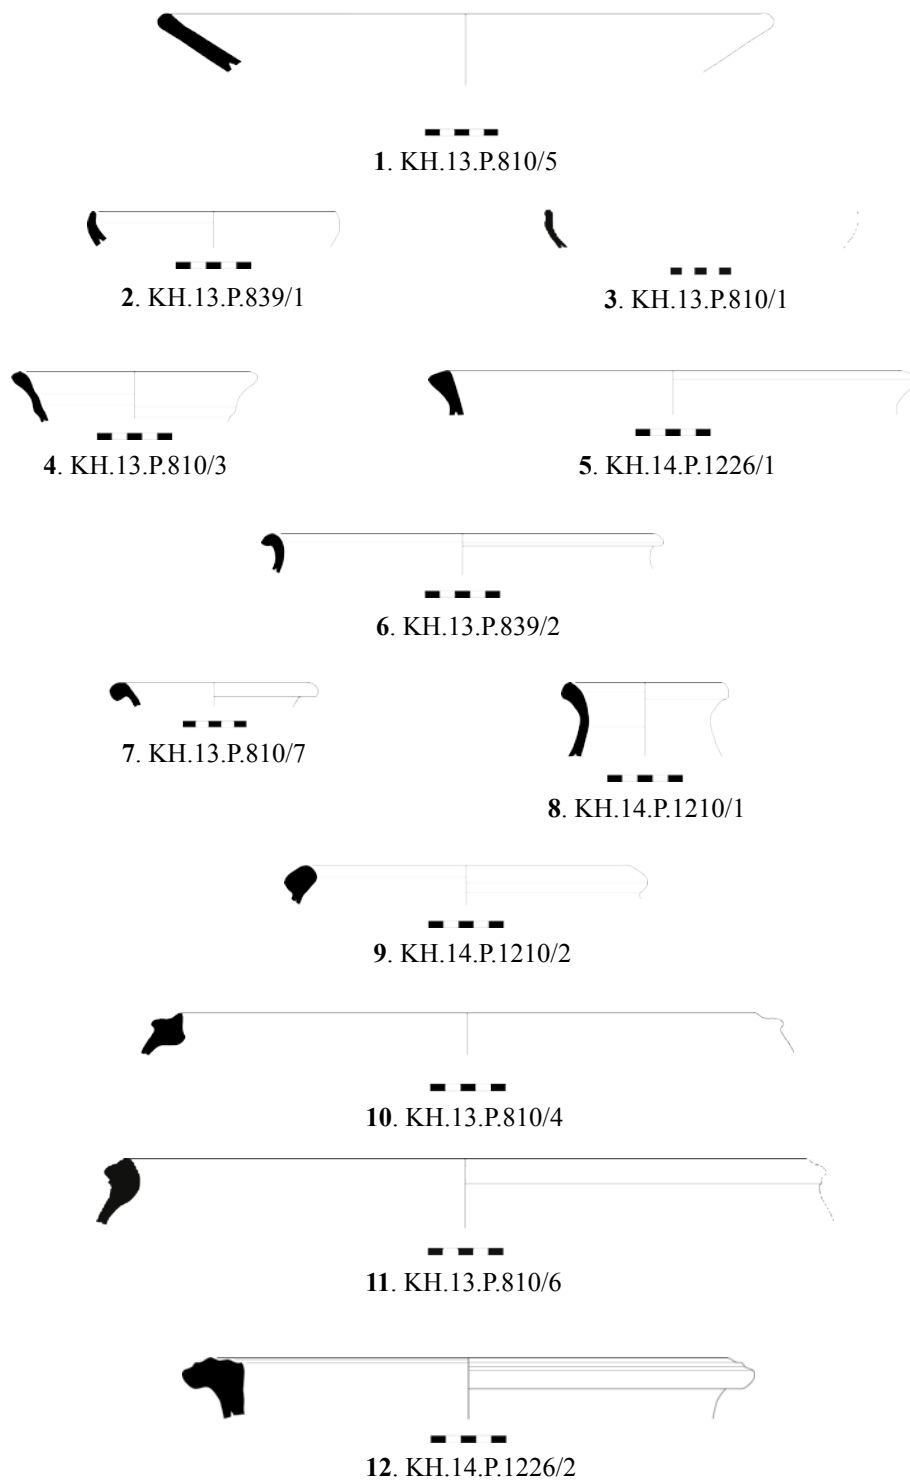 1. KH.13.P.810/5
2. KH.13.P.839/1
3. KH.13.P.810/1
4. KH.13.P.810/3
5. KH.14.P.1226/1
6. KH.13.P.839/2
7. KH.13.P.810/7
8. KH.14.P.1210/1
9. KH.14.P.1210/2
10. KH.13.P.810/4
11. KH.13.P.810/6
12. KH.14.P.1226/2